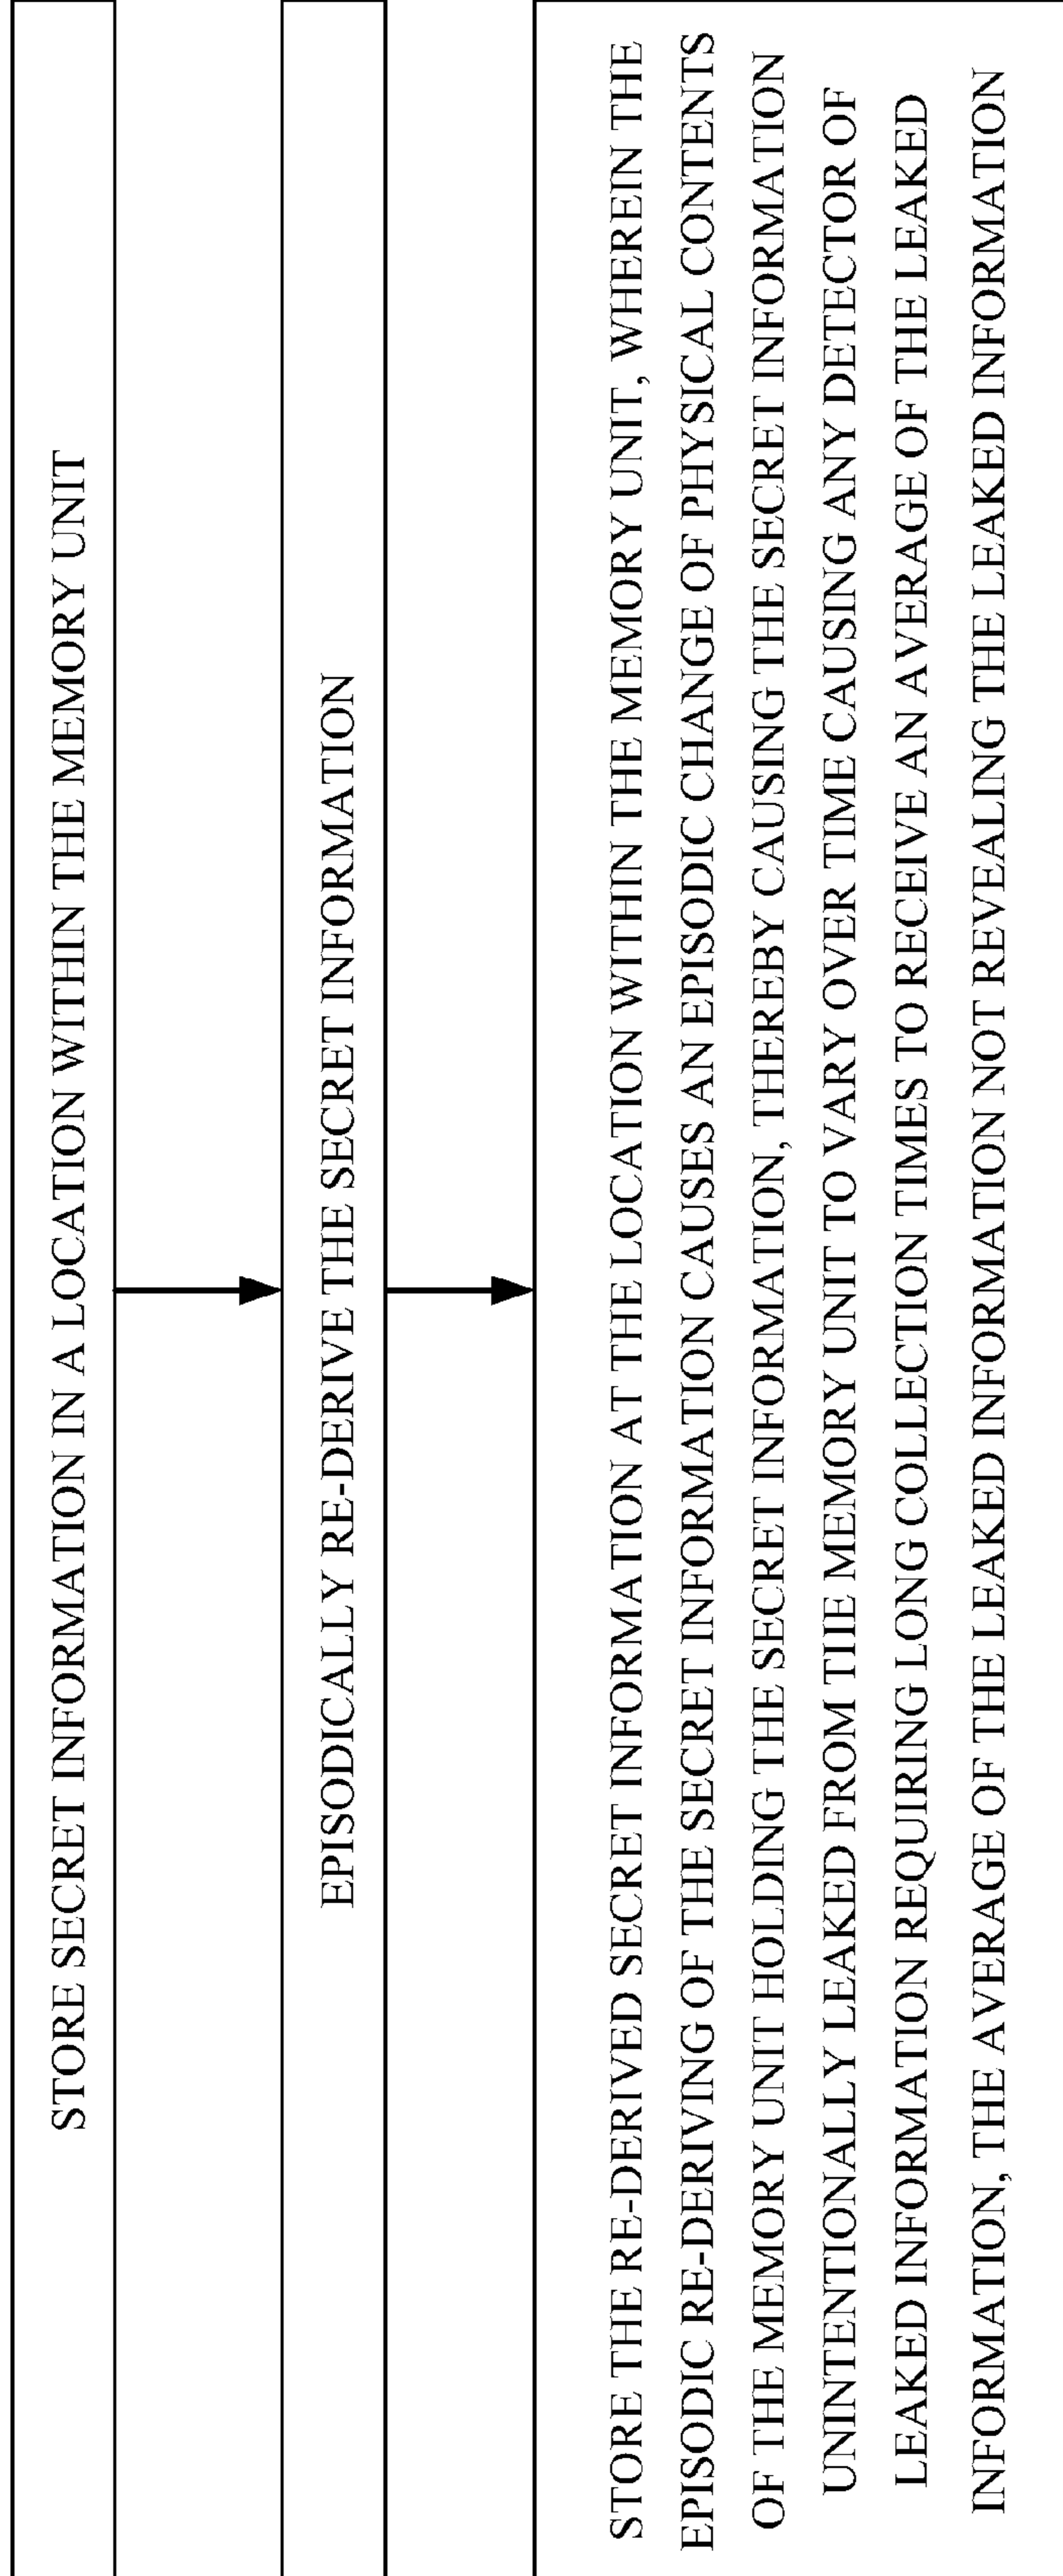 STORE SECRET INFORMATION IN A LOCATION WITHIN THE MEMORY UNIT
EPISODICALLY RE-DERIVE THE SECRET INFORMATION
STORE THE RE-DERIVED SECRET INFORMATION AT THE LOCATION WITHIN THE MEMORY UNIT, WHEREIN THE
EPISODIC RE-DERIVING OF THE SECRET INFORMATION CAUSES AN EPISODIC CHANGE OF PHYSICAL CONTENTS
OF THE MEMORY UNIT HOLDING THE SECRET INFORMATION, THEREBY CAUSING THE SECRET INFORMATION
UNINTENTIONALLY LEAKED FROM THE MEMORY UNIT TO VARY OVER TIME CAUSING ANY DETECTOR OF
LEAKED INFORMATION REQUIRING LONG COLLECTION TIMES TO RECEIVE AN AVERAGE OF THE LEAKED
INFORMATION, THE AVERAGE OF THE LEAKED INFORMATION NOT REVEALING THE LEAKED INFORMATION